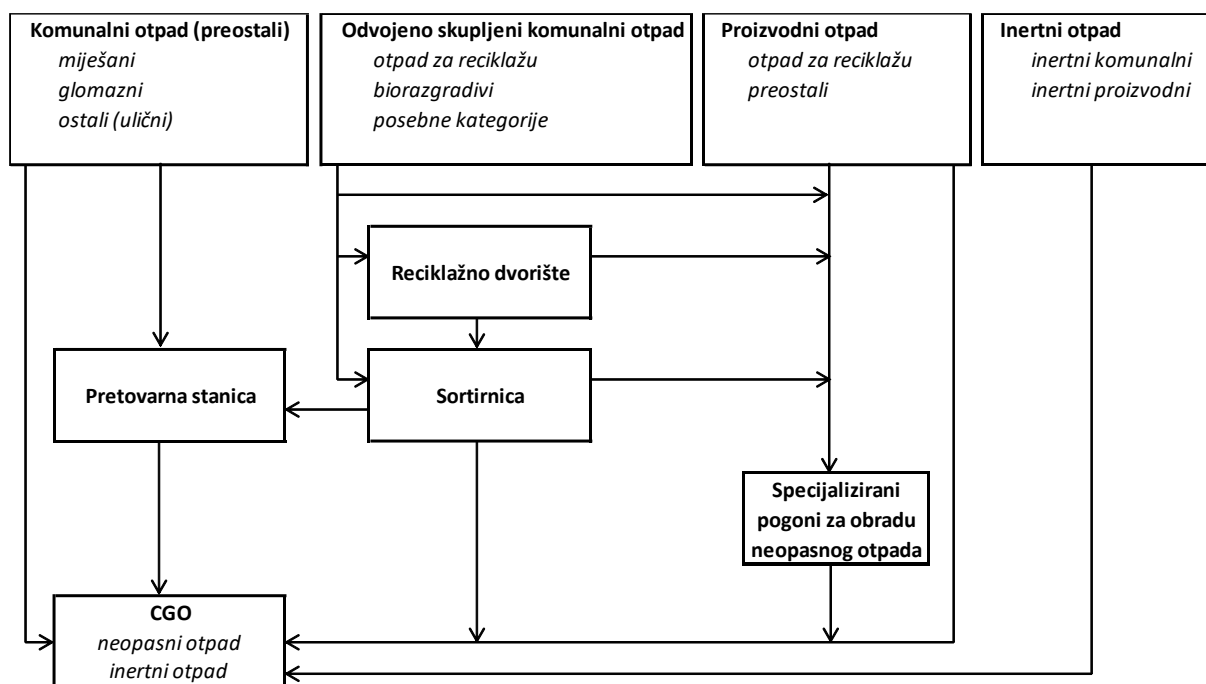 Komunalni otpad (preostali)
miješani
glomazni
ostali (ulični)
Odvojeno skupljeni komunalni otpad
otpad za reciklažu
biorazgradivi
posebne kategorije
Proizvodni otpad
otpad za reciklažu
preostali
Inertni otpad
inertni komunalni
inertni proizvodni
Reciklažno dvorište
Pretovarna stanica
Sortirnica
Specijalizirani
pogoni za obradu
neopasnog otpada
CGO
neopasni otpad
inertni otpad